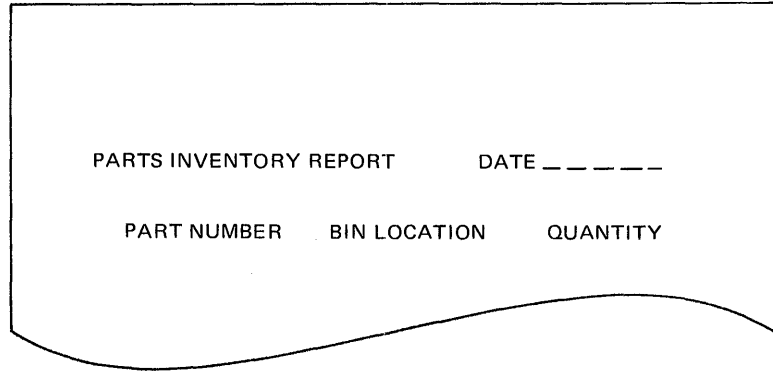 PARTS INVENTORY REPORT DATE _ _ _ _ _
PART NUMBER BIN LOCATION QUANTITY